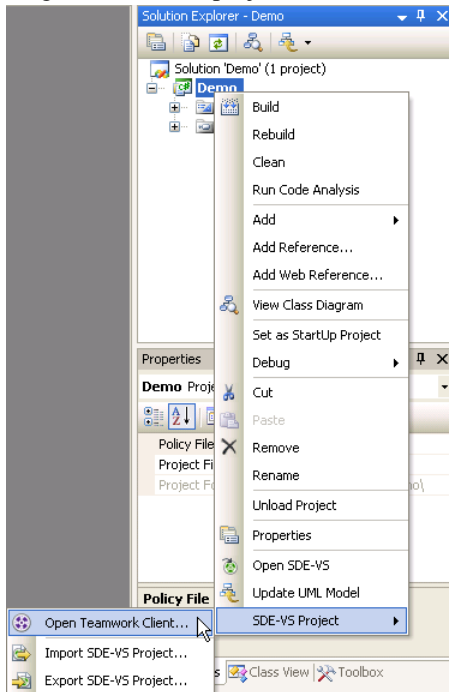 Solution Explorer - Demo
Solution 'Demo' (1 project)
Demo
Build
Rebuild
Clean
Run Code Analysis
Add
Add Reference...
Add Web Reference...
View Class Diagram
Set as StartUp Project
Properties
Debug
Demo Proje
Cut
Paste
Policy File
Remove
Project Fi
Rename
Project Fo
Unload Project
Properties
Open SDE-VS
Policy File
Update UML Model
SDE-VS Project
Open Teamwork Client...
Import SDE-VS Project...
Class View
Toolbox
Export SDE-VS Project...